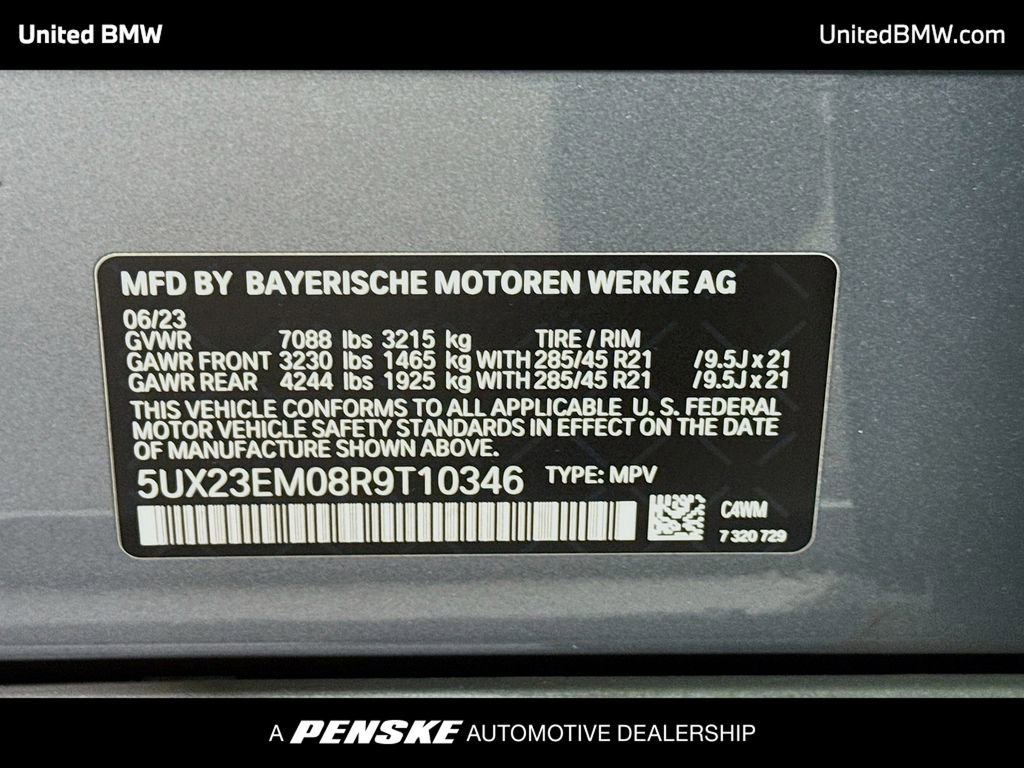 United BMW
UnitedBMW.com
MFD BY BAYERISCHE MOTOREN WERKE AG
06/23
GVWR 7088 lbs 3215 kg TIRE / RIM
GAWR FRONT 3230 lbs 1465 kg WITH 285/45 R21 /9.5J x 21
GAWR REAR 4244 lbs 1925 kg WITH 285/45 R21 /9.5J x 21
THIS VEHICLE CONFORMS TO ALL APPLICABLE U. S. FEDERAL
MOTOR VEHICLE SAFETY STANDARDS IN EFFECT ON THE DATE
OF MANUFACTURE SHOWN ABOVE.
5UX23EM08R9T10346 TYPE: MPV
C4WM
7 320 729
A PENSKE AUTOMOTIVE DEALERSHIP